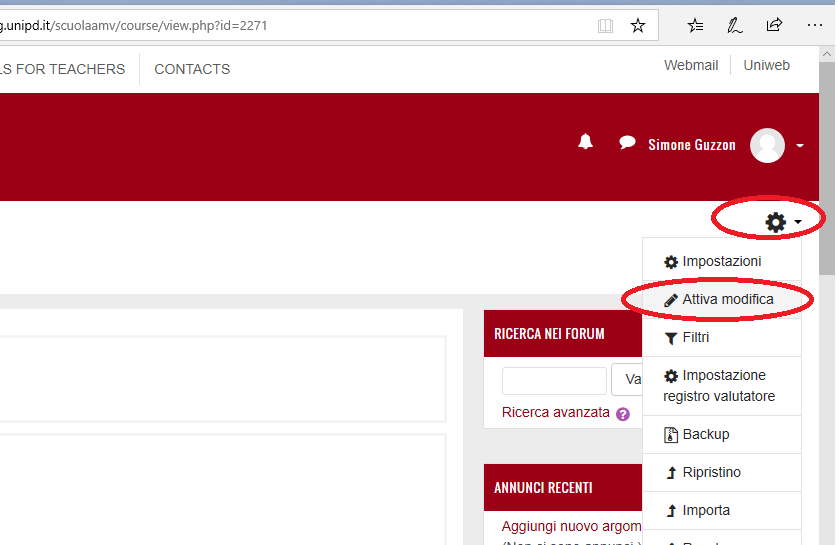 g.unipd.it/scuolaamv/course/view.php?id=2271
LS FOR TEACHERS
CONTACTS
Webmail
Uniweb
Simone Guzzon
Impostazioni
Attiva modifica
Filtri
Impostazione
registro valutatore
Backup
Ripristino
Importa
RICERCA NEI FORUM
Va
Ricerca avanzata
ANNUNCI RECENTI
Aggiungi nuovo argom